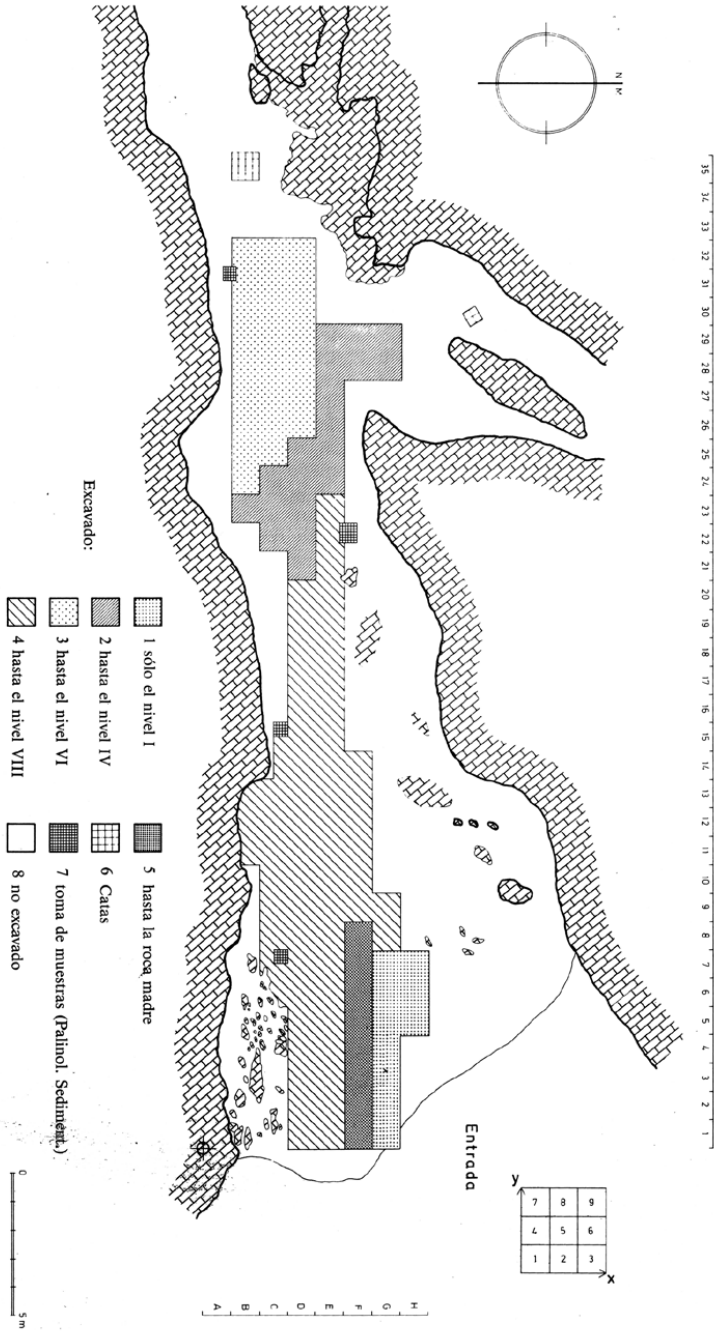 N M
35 34 33 32 31 30 29 28 27 26 25 24 23 22 21 20 19 18 17 16 15 14 13 12 11 10 9 8 7 6 5 4 3 2 1
Entrada
y
7 8 9
4 5 6
1 2 3
x
A B C D E F G H
Excavado:
1 sólo el nivel I
2 hasta el nivel IV
3 hasta el nivel VI
4 hasta el nivel VIII
5 hasta la roca madre
6 Catas
7 toma de muestras (Palinol. Sediment.)
8 no excavado
0 5m